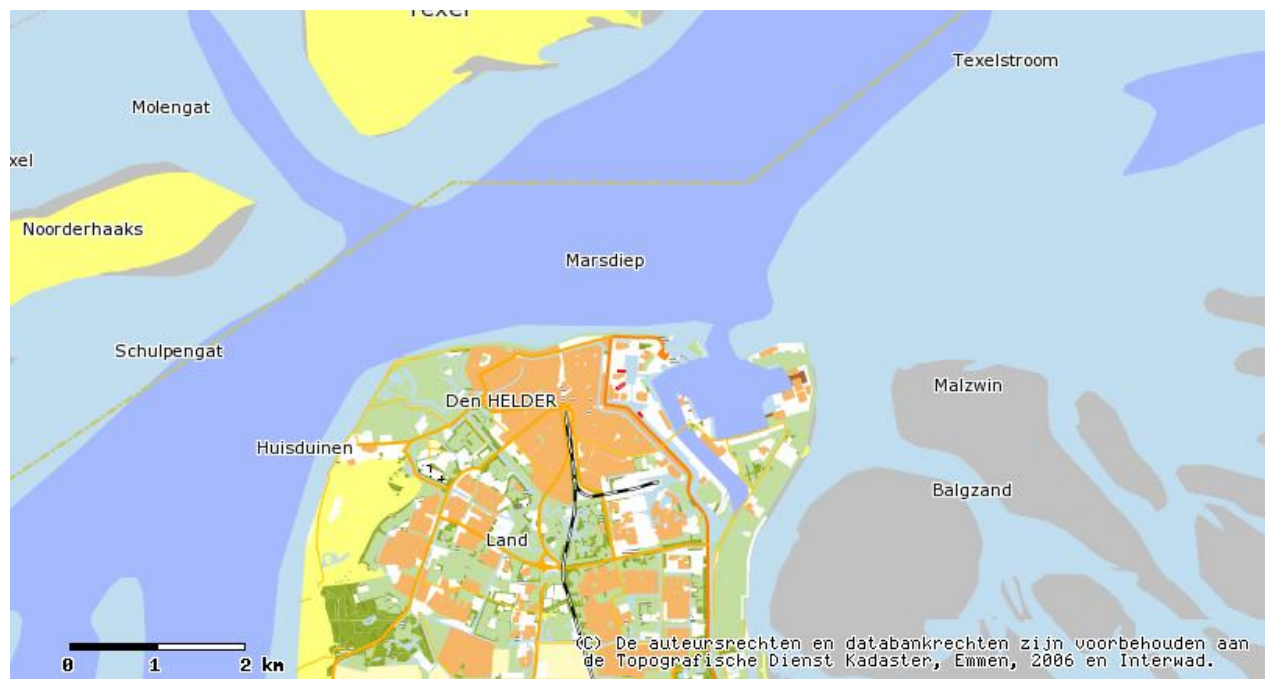 Texel
Texelstroom
Molengat
xel
Noorderhaaks
Marsdiep
Schulpengat
Malzwin
Den HELDER
Huisduinen
Balgzand
Land
0 1 2 km
(C) De auteursrechten en databankrechten zijn voorbehouden aan
de Topografische Dienst Kadaster, Emmen, 2006 en Interwad.